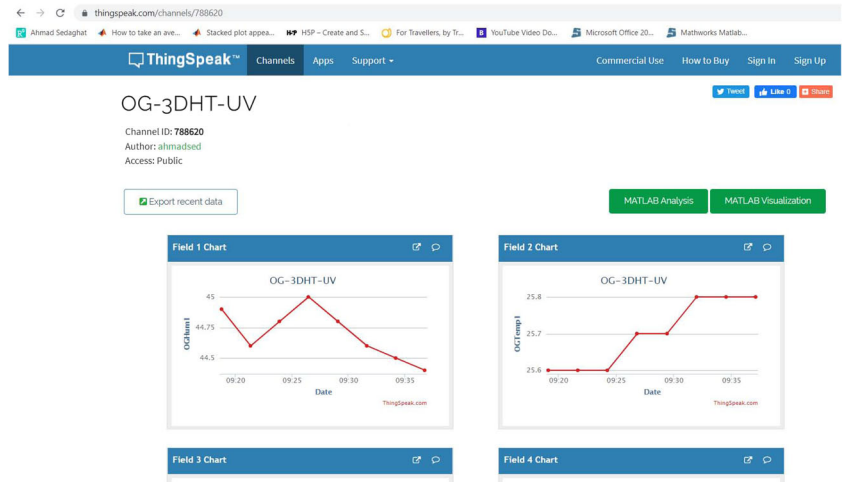 thingspeak.com/channels/788620
Ahmad Sedaghat
How to take an ave...
Stacked plot appea...
H5P
H5P – Create and S...
For Travellers, by Tr...
B
YouTube Video Do...
Microsoft Office 20...
Mathworks Matlab...
ThingSpeak™
Channels
Apps
Support
Commercial Use
How to Buy
Sign In
Sign Up
Tweet
Like 0
Share
OG-3DHT-UV
Channel ID: 788620
Author: ahmadsed
Access: Public
Export recent data
MATLAB Analysis
MATLAB Visualization
Field 1 Chart
OG-3DHT-UV
OGHum1
45
44.75
44.5
09:20
09:25
09:30
09:35
Date
ThingSpeak.com
Field 2 Chart
OG-3DHT-UV
OGTemp1
25.8
25.7
25.6
09:20
09:25
09:30
09:35
Date
ThingSpeak.com
Field 3 Chart
Field 4 Chart